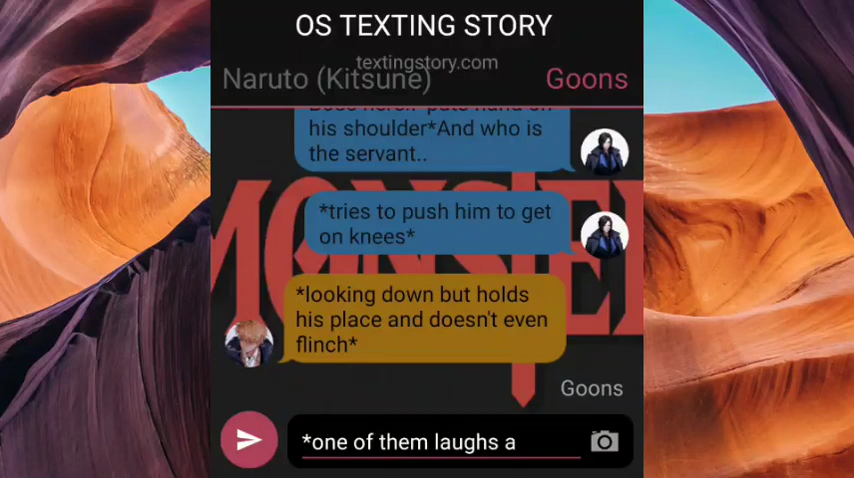 OS TEXTING STORY
textingstory.com
Naruto (Kitsune)
Goons
his shoulder*And who is
the servant..
*tries to push him to get
on knees*
*looking down but holds
his place and doesn't even
flinch*
Goons
*one of them laughs a
MONSTER